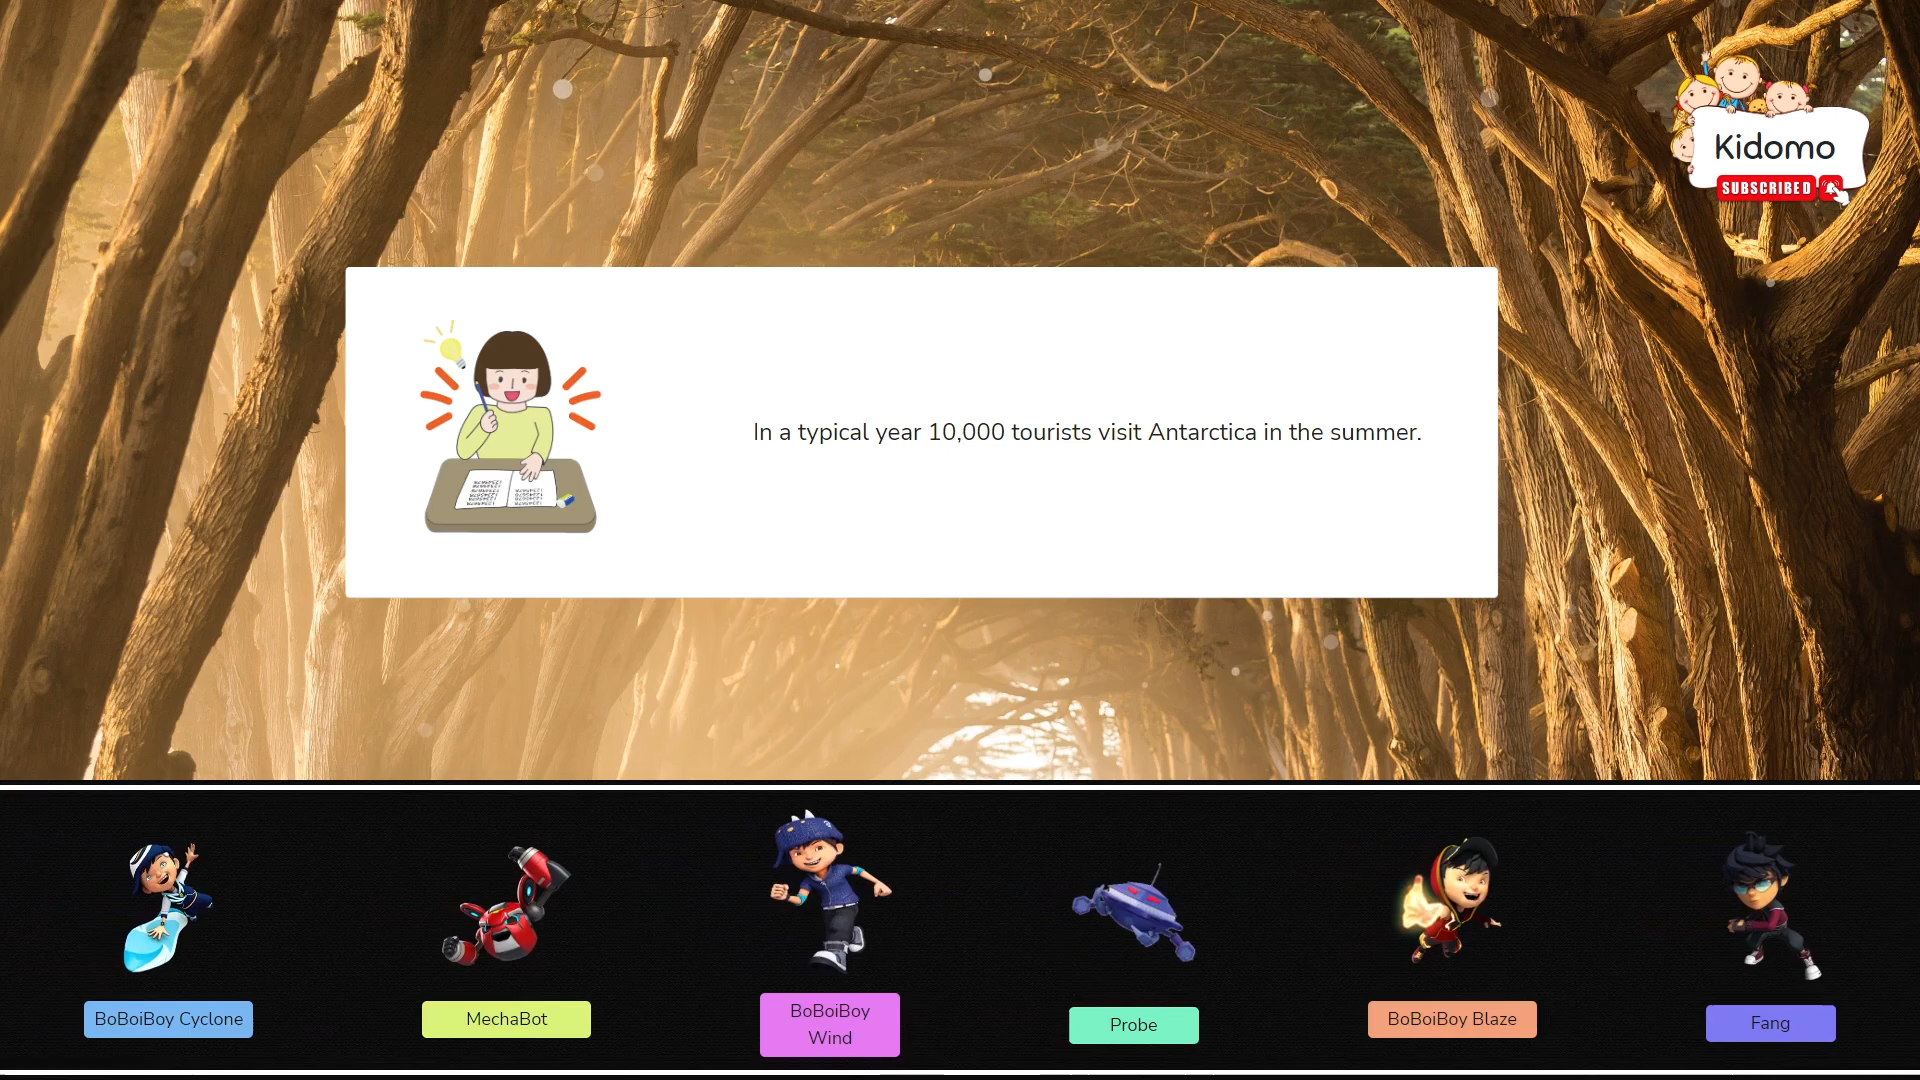 Kidomo
SUBSCRIBED
In a typical year 10,000 tourists visit Antarctica in the summer.
BoBoiBoy Cyclone
MechaBot
BoBoiBoy
Wind
Probe
BoBoiBoy Blaze
Fang